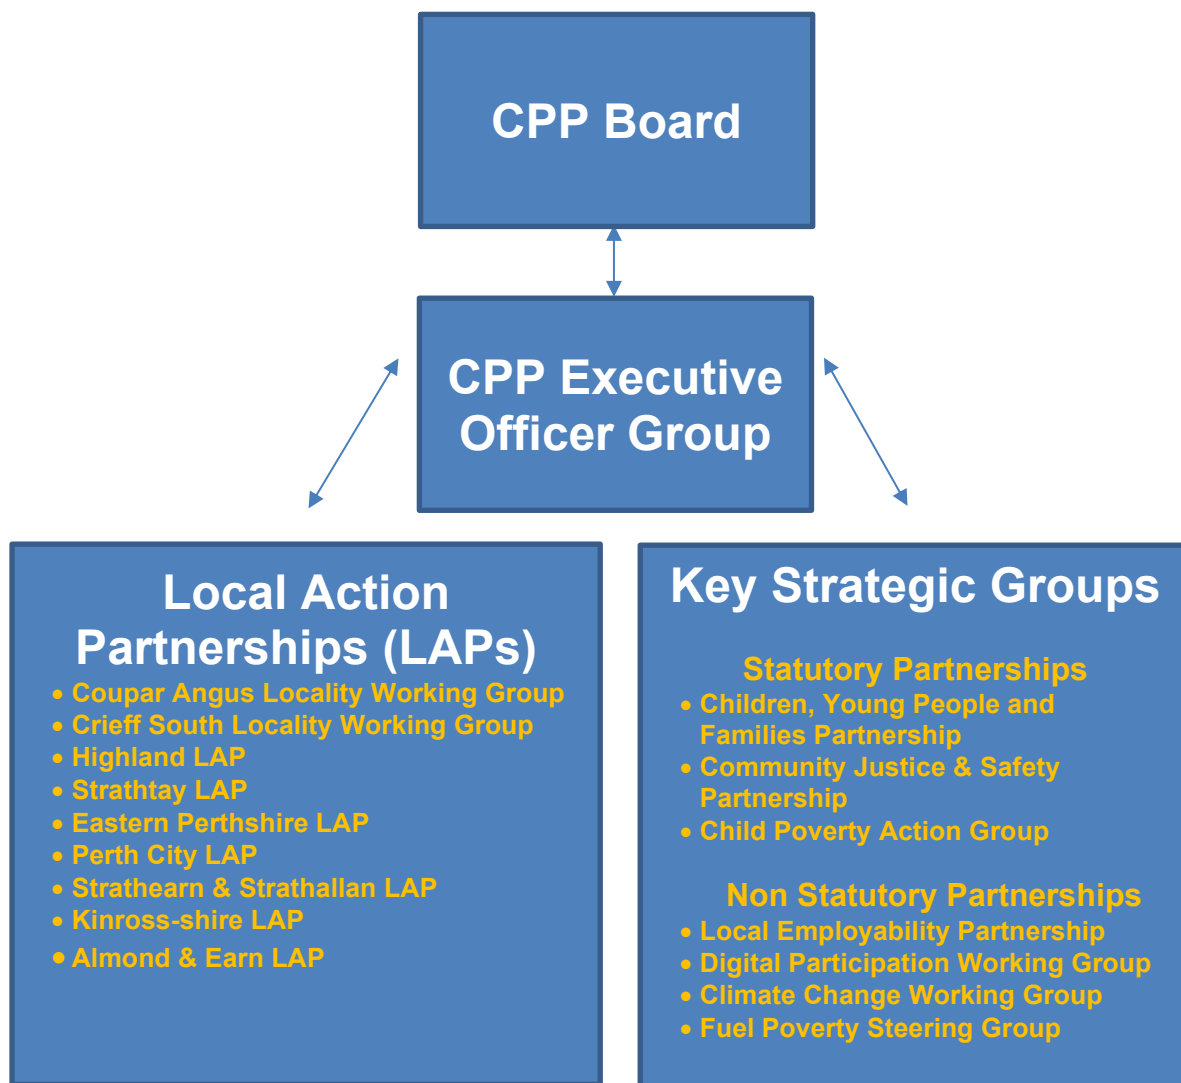 CPP Board
CPP Executive
Officer Group
Local Action
Partnerships (LAPs)
• Coupar Angus Locality Working Group
• Crieff South Locality Working Group
• Highland LAP
• Strathtay LAP
• Eastern Perthshire LAP
• Perth City LAP
• Strathearn & Strathallan LAP
• Kinross-shire LAP
• Almond & Earn LAP
Key Strategic Groups
Statutory Partnerships
• Children, Young People and
Families Partnership
• Community Justice & Safety
Partnership
• Child Poverty Action Group
Non Statutory Partnerships
• Local Employability Partnership
• Digital Participation Working Group
• Climate Change Working Group
• Fuel Poverty Steering Group